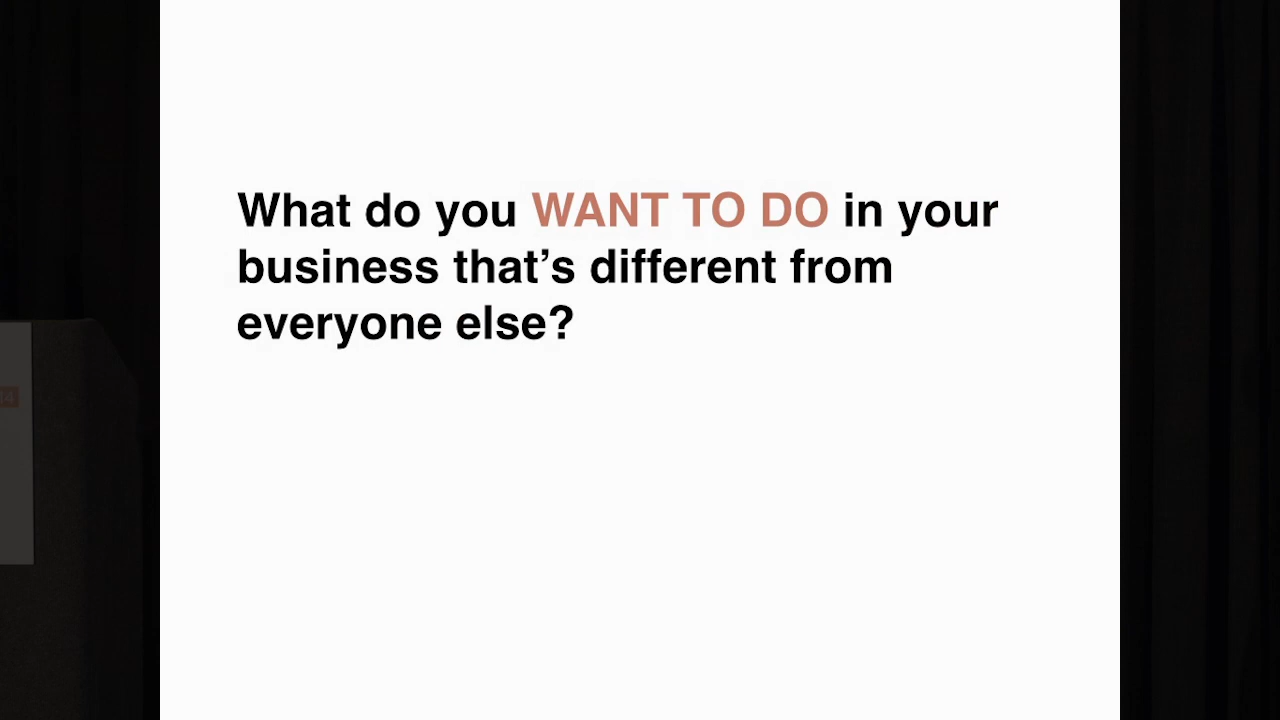 What do you WANT TO DO in your
business that’s different from
everyone else?